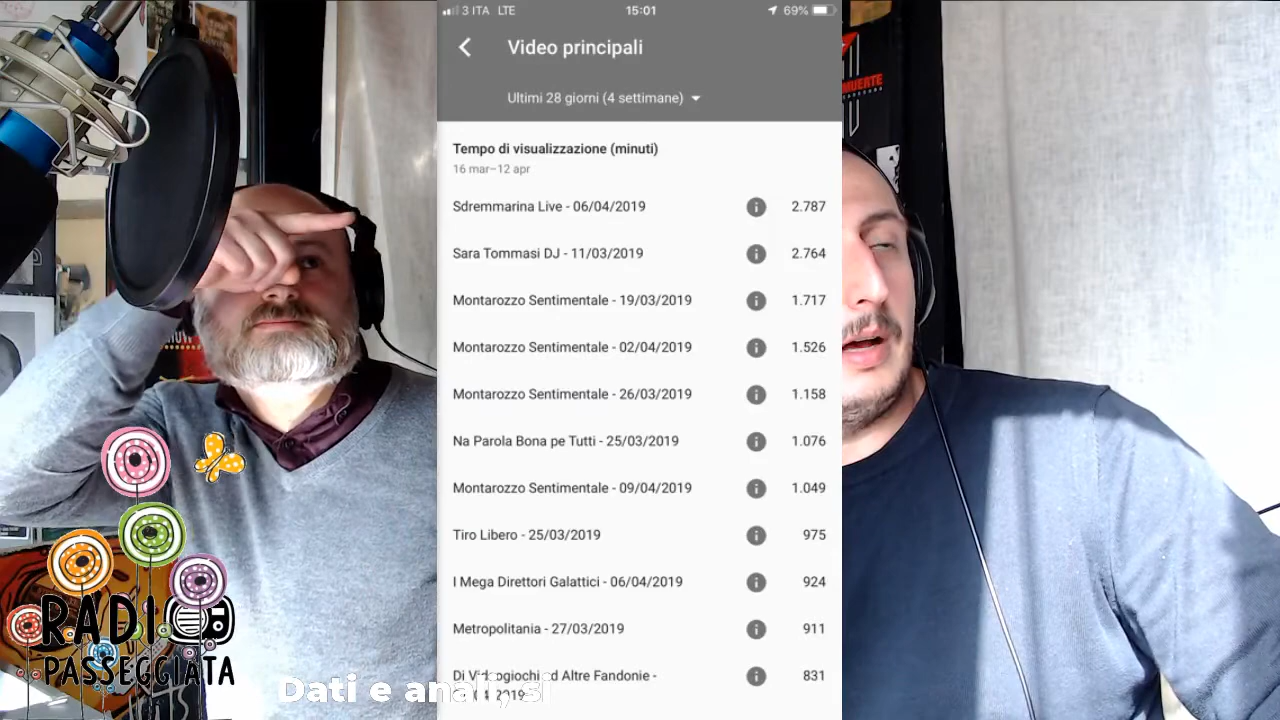 3 ITA LTE 15:01 69%
Video principali
Ultimi 28 giorni (4 settimane)
Tempo di visualizzazione (minuti)
16 mar–12 apr
Sdremmarina Live - 06/04/2019 2.787
Sara Tommasi DJ - 11/03/2019 2.764
Montarozzo Sentimentale - 19/03/2019 1.717
Montarozzo Sentimentale - 02/04/2019 1.526
Montarozzo Sentimentale - 26/03/2019 1.158
Na Parola Bona pe Tutti - 25/03/2019 1.076
Montarozzo Sentimentale - 09/04/2019 1.049
Tiro Libero - 25/03/2019 975
I Mega Direttori Galattici - 06/04/2019 924
Metropolitania - 27/03/2019 911
Di Videogiochi ed Altre Fandonie - 831
MUERTE
RADIO
PASSEGGIATA
Dati e